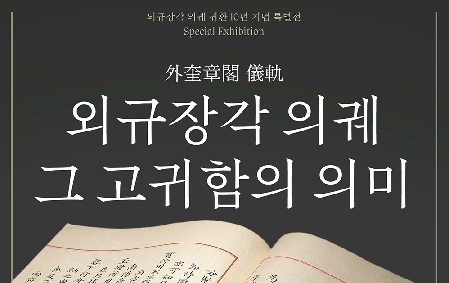 외규장각 의궤 귀환 10년 기념 특별전
Special Exhibition
外奎章閣 儀軌
외규장각 의궤
그 고귀함의 의미